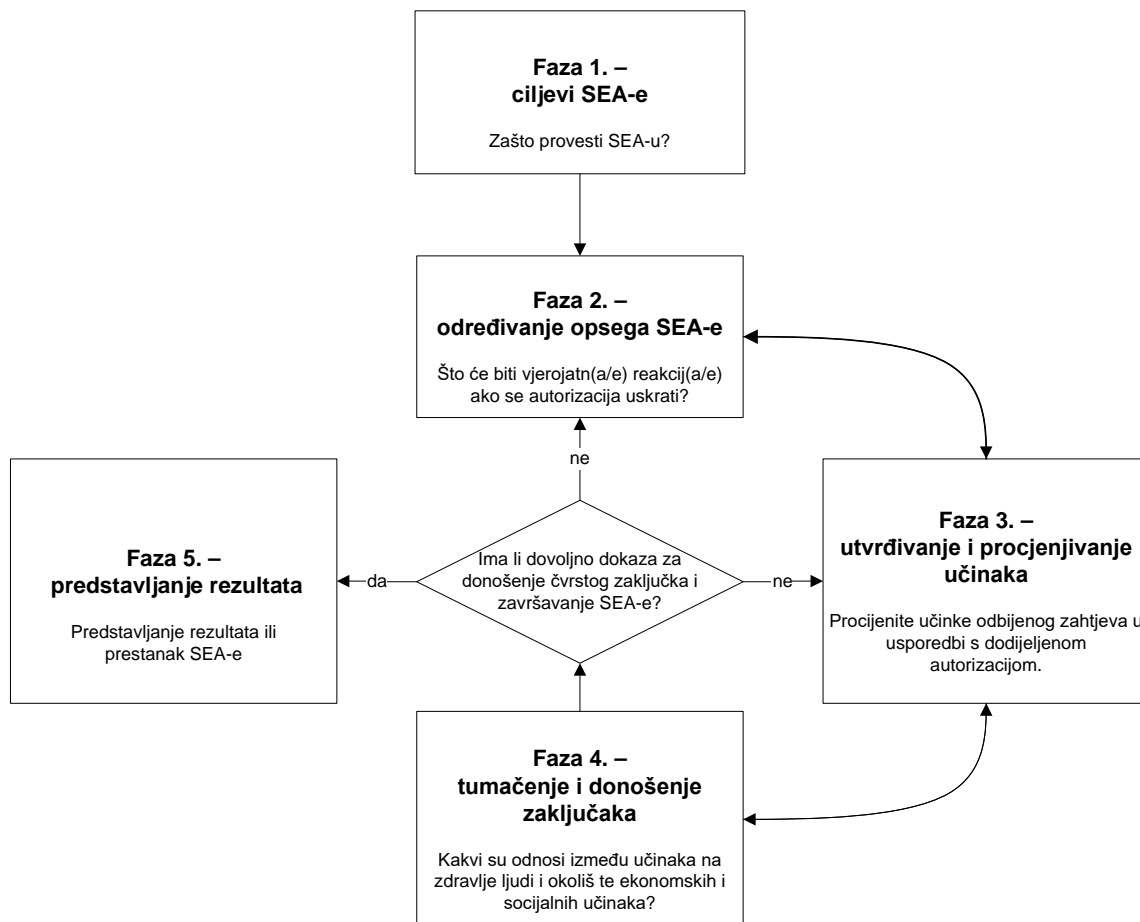 Faza 1. –
ciljevi SEA-e
Zašto provesti SEA-u?
Faza 2. –
određivanje opsega SEA-e
Što će biti vjerojatn(a/e) reakcij(a/e)
ako se autorizacija uskrati?
ne
Faza 5. –
predstavljanje rezultata
Predstavljanje rezultata ili
prestanak SEA-e
da
Ima li dovoljno dokaza za
donošenje čvrstog zaključka i
završavanje SEA-e?
ne
Faza 3. –
utvrđivanje i procjenjivanje
učinaka
Procijenite učinke odbijenog zahtjeva u
usporedbi s dodijeljenom
autorizacijom.
Faza 4. –
tumačenje i donošenje
zaključaka
Kakvi su odnosi između učinaka na
zdravlje ljudi i okoliš te ekonomskih i
socijalnih učinaka?